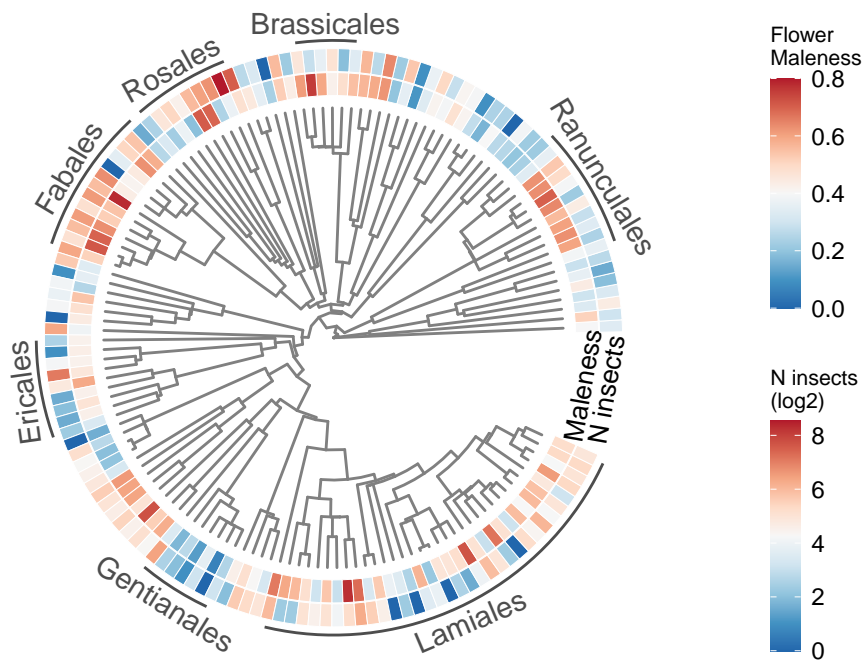 Brassicales
Rosales
Fabales
Ranunculales
Ericales
Gentianales
Lamiales
Maleness
N insects
Flower
Maleness
0.8
0.6
0.4
0.2
0.0
N insects
(log2)
8
6
4
2
0